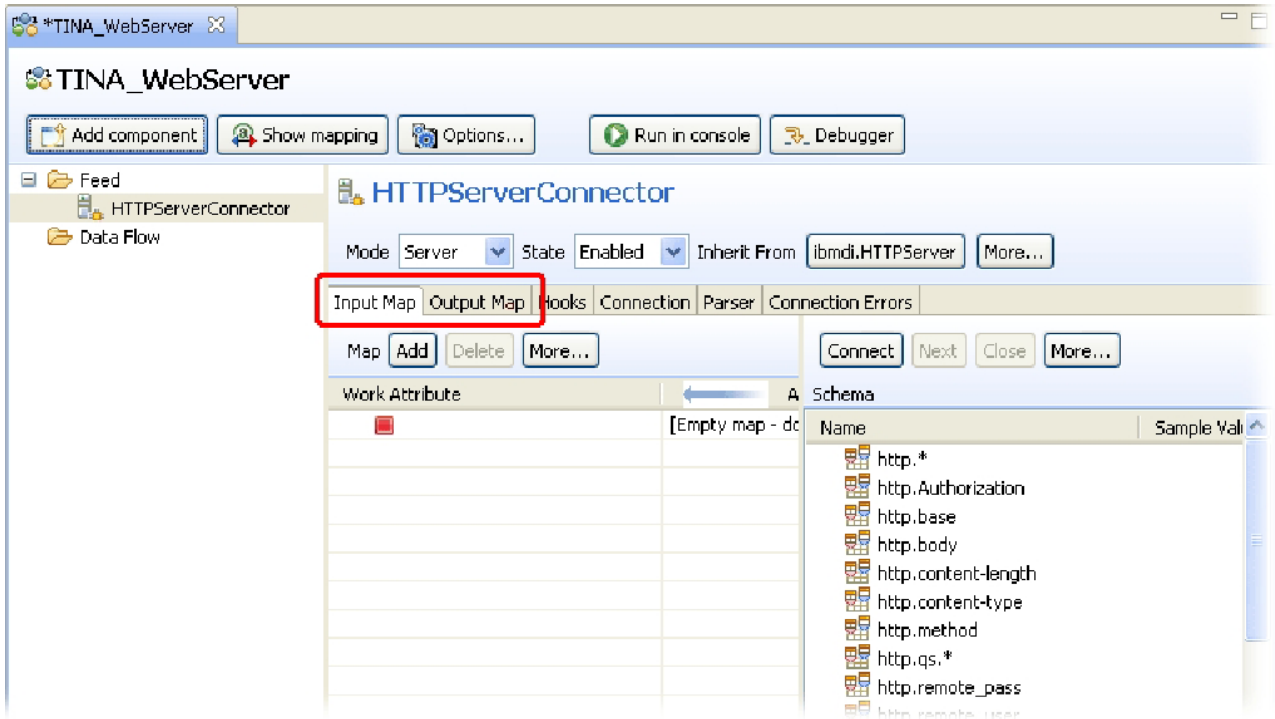 *TINA_WebServer
TINA_WebServer
Add component Show mapping Options... Run in console Debugger
Feed
HTTPServerConnector
Data Flow
HTTPServerConnector
Mode Server State Enabled Inherit From ibmdi.HTTPServer More...
Input Map Output Map Hooks Connection Parser Connection Errors
Map Add Delete More...
Connect Next Close More...
Work Attribute A
Schema
[Empty map - do
Name Sample Valu
http.*
http.Authorization
http.base
http.body
http.content-length
http.content-type
http.method
http.qs.*
http.remote_pass
http.remote_user